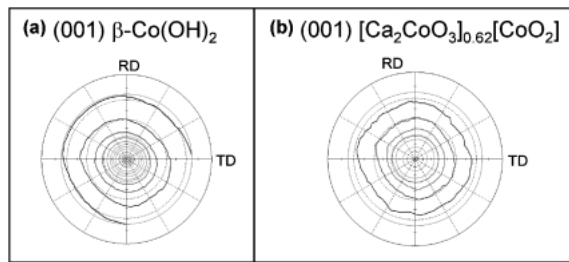 (a) (001) β-Co(OH)₂
RD
TD
(b) (001) [Ca₂CoO₃]₀.₆₂[CoO₂]
RD
TD